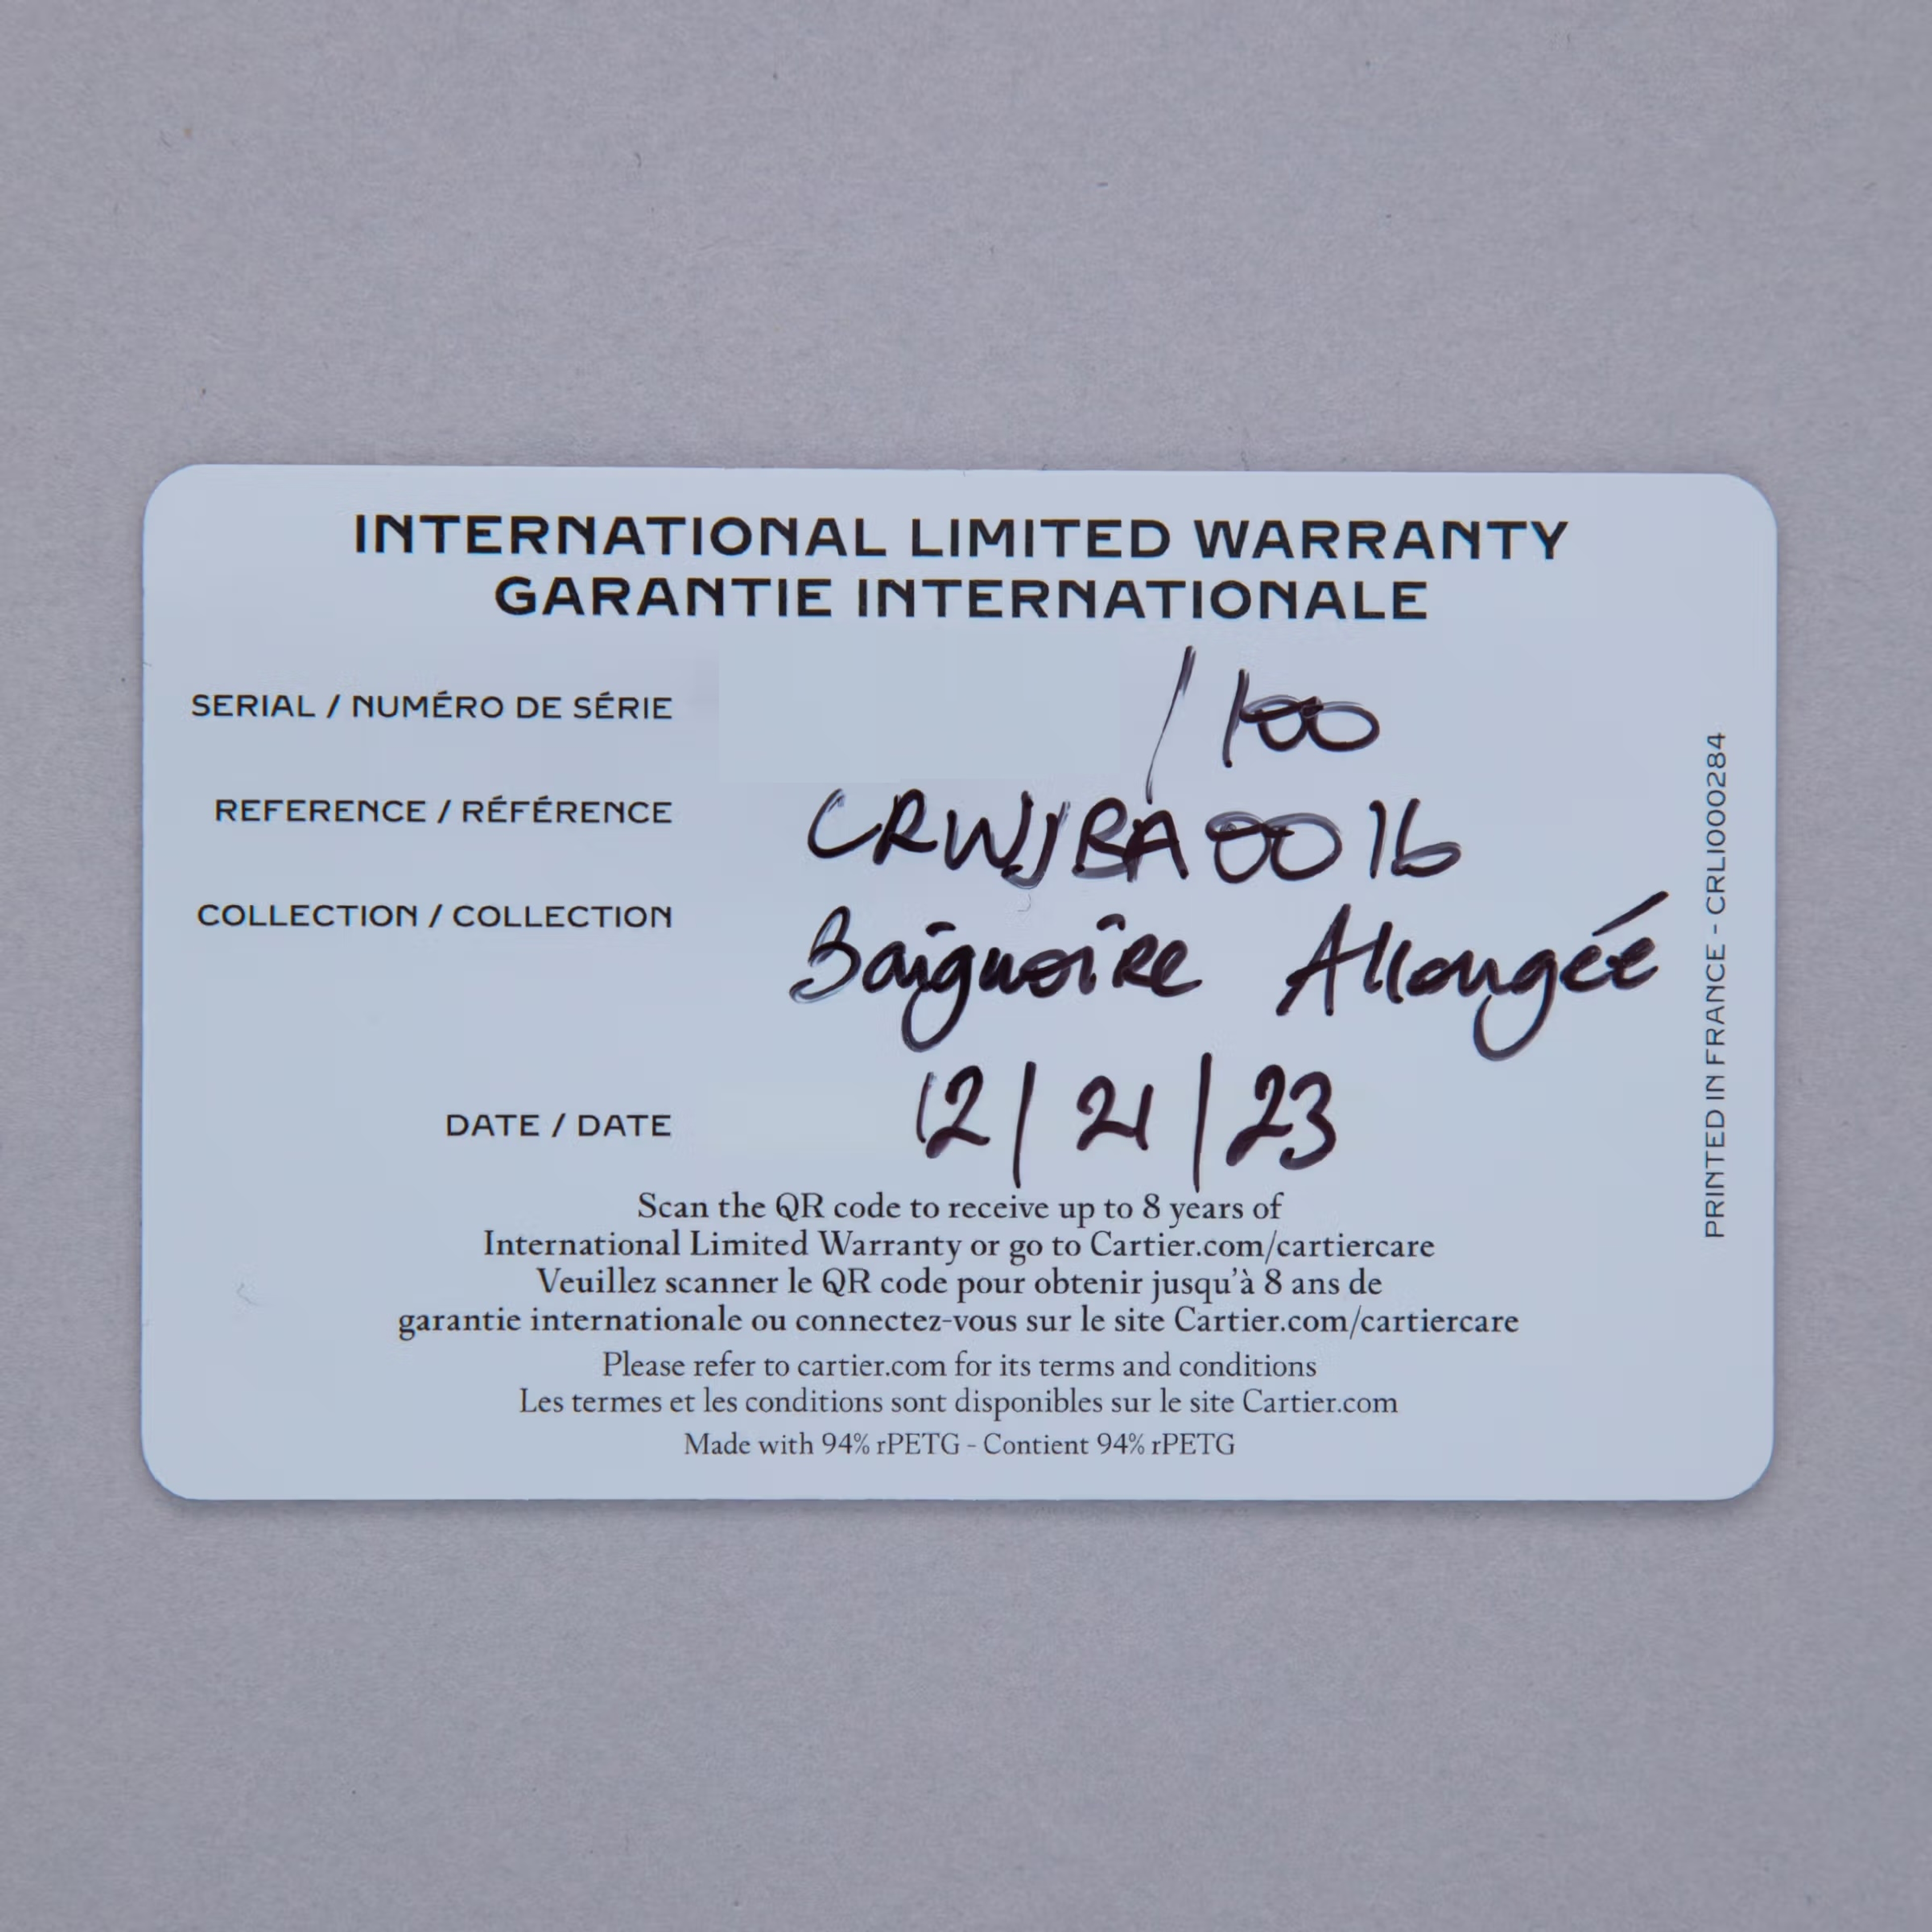 INTERNATIONAL LIMITED WARRANTY
GARANTIE INTERNATIONALE
SERIAL / NUMÉRO DE SÉRIE / 100
REFERENCE / RÉFÉRENCE CRWJBA0016
COLLECTION / COLLECTION Baignoire Allongéé
DATE / DATE 12/21/23
Scan the QR code to receive up to 8 years of
International Limited Warranty or go to Cartier.com/cartiercare
Veuillez scanner le QR code pour obtenir jusqu'à 8 ans de
garantie internationale ou connectez-vous sur le site Cartier.com/cartiercare
Please refer to cartier.com for its terms and conditions
Les termes et les conditions sont disponibles sur le site Cartier.com
Made with 94% rPETG - Contient 94% rPETG
PRINTED IN FRANCE - CRLI000284